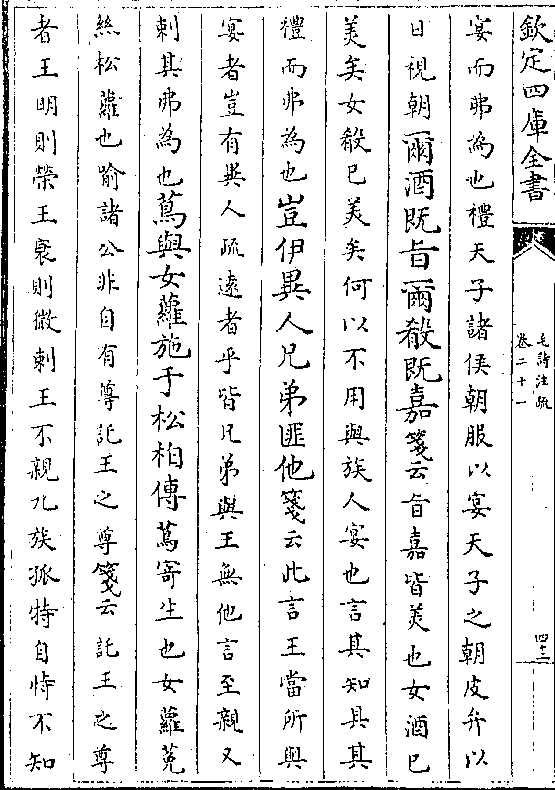 欽定四庫全書
毛詩注疏
卷二十一
四十三
宴而弗為也禮天子諸侯朝服以宴天子之朝皮弁以
日視朝爾酒既旨爾殽既嘉箋云旨嘉皆美也女酒已
美矣女殽已美矣何以不用與族人宴也言其知具其
禮而弗為也豈伊異人兄弟匪他箋云此言王當所與
宴者豈有異人疏遠者乎皆兄弟與王無他言至親又
刺其弗為也蔦與女蘿施于松柏傳蔦寄生也女蘿菟
絲松蘿也喻諸公非自有尊託王之尊箋云託王之尊
者王明則榮王衰則微刺王不親九族孤特自恃不知